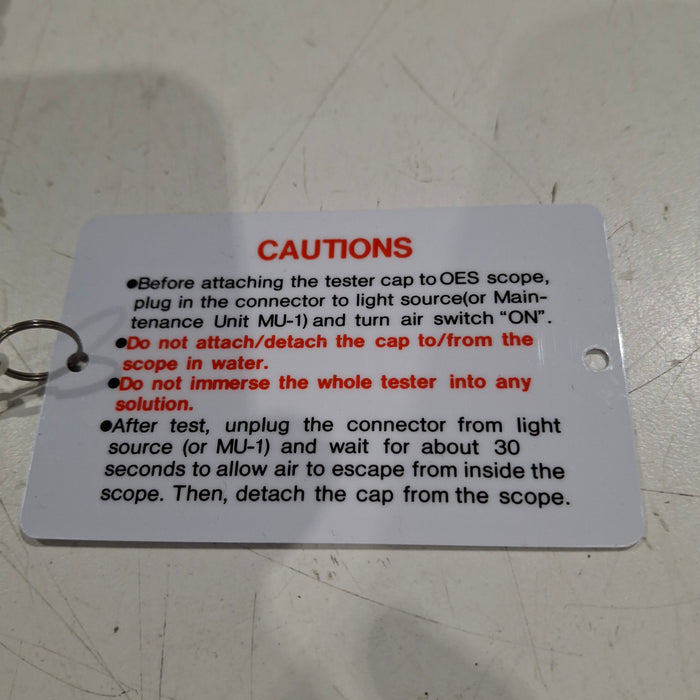 CAUTIONS
●Before attaching the tester cap to OES scope,
plug in the connector to light source(or Main-
tenance Unit MU-1) and turn air switch “ON”.
●Do not attach/detach the cap to/from the
scope in water.
●Do not immerse the whole tester into any
solution.
●After test, unplug the connector from light
source (or MU-1) and wait for about 30
seconds to allow air to escape from inside the
scope. Then, detach the cap from the scope.